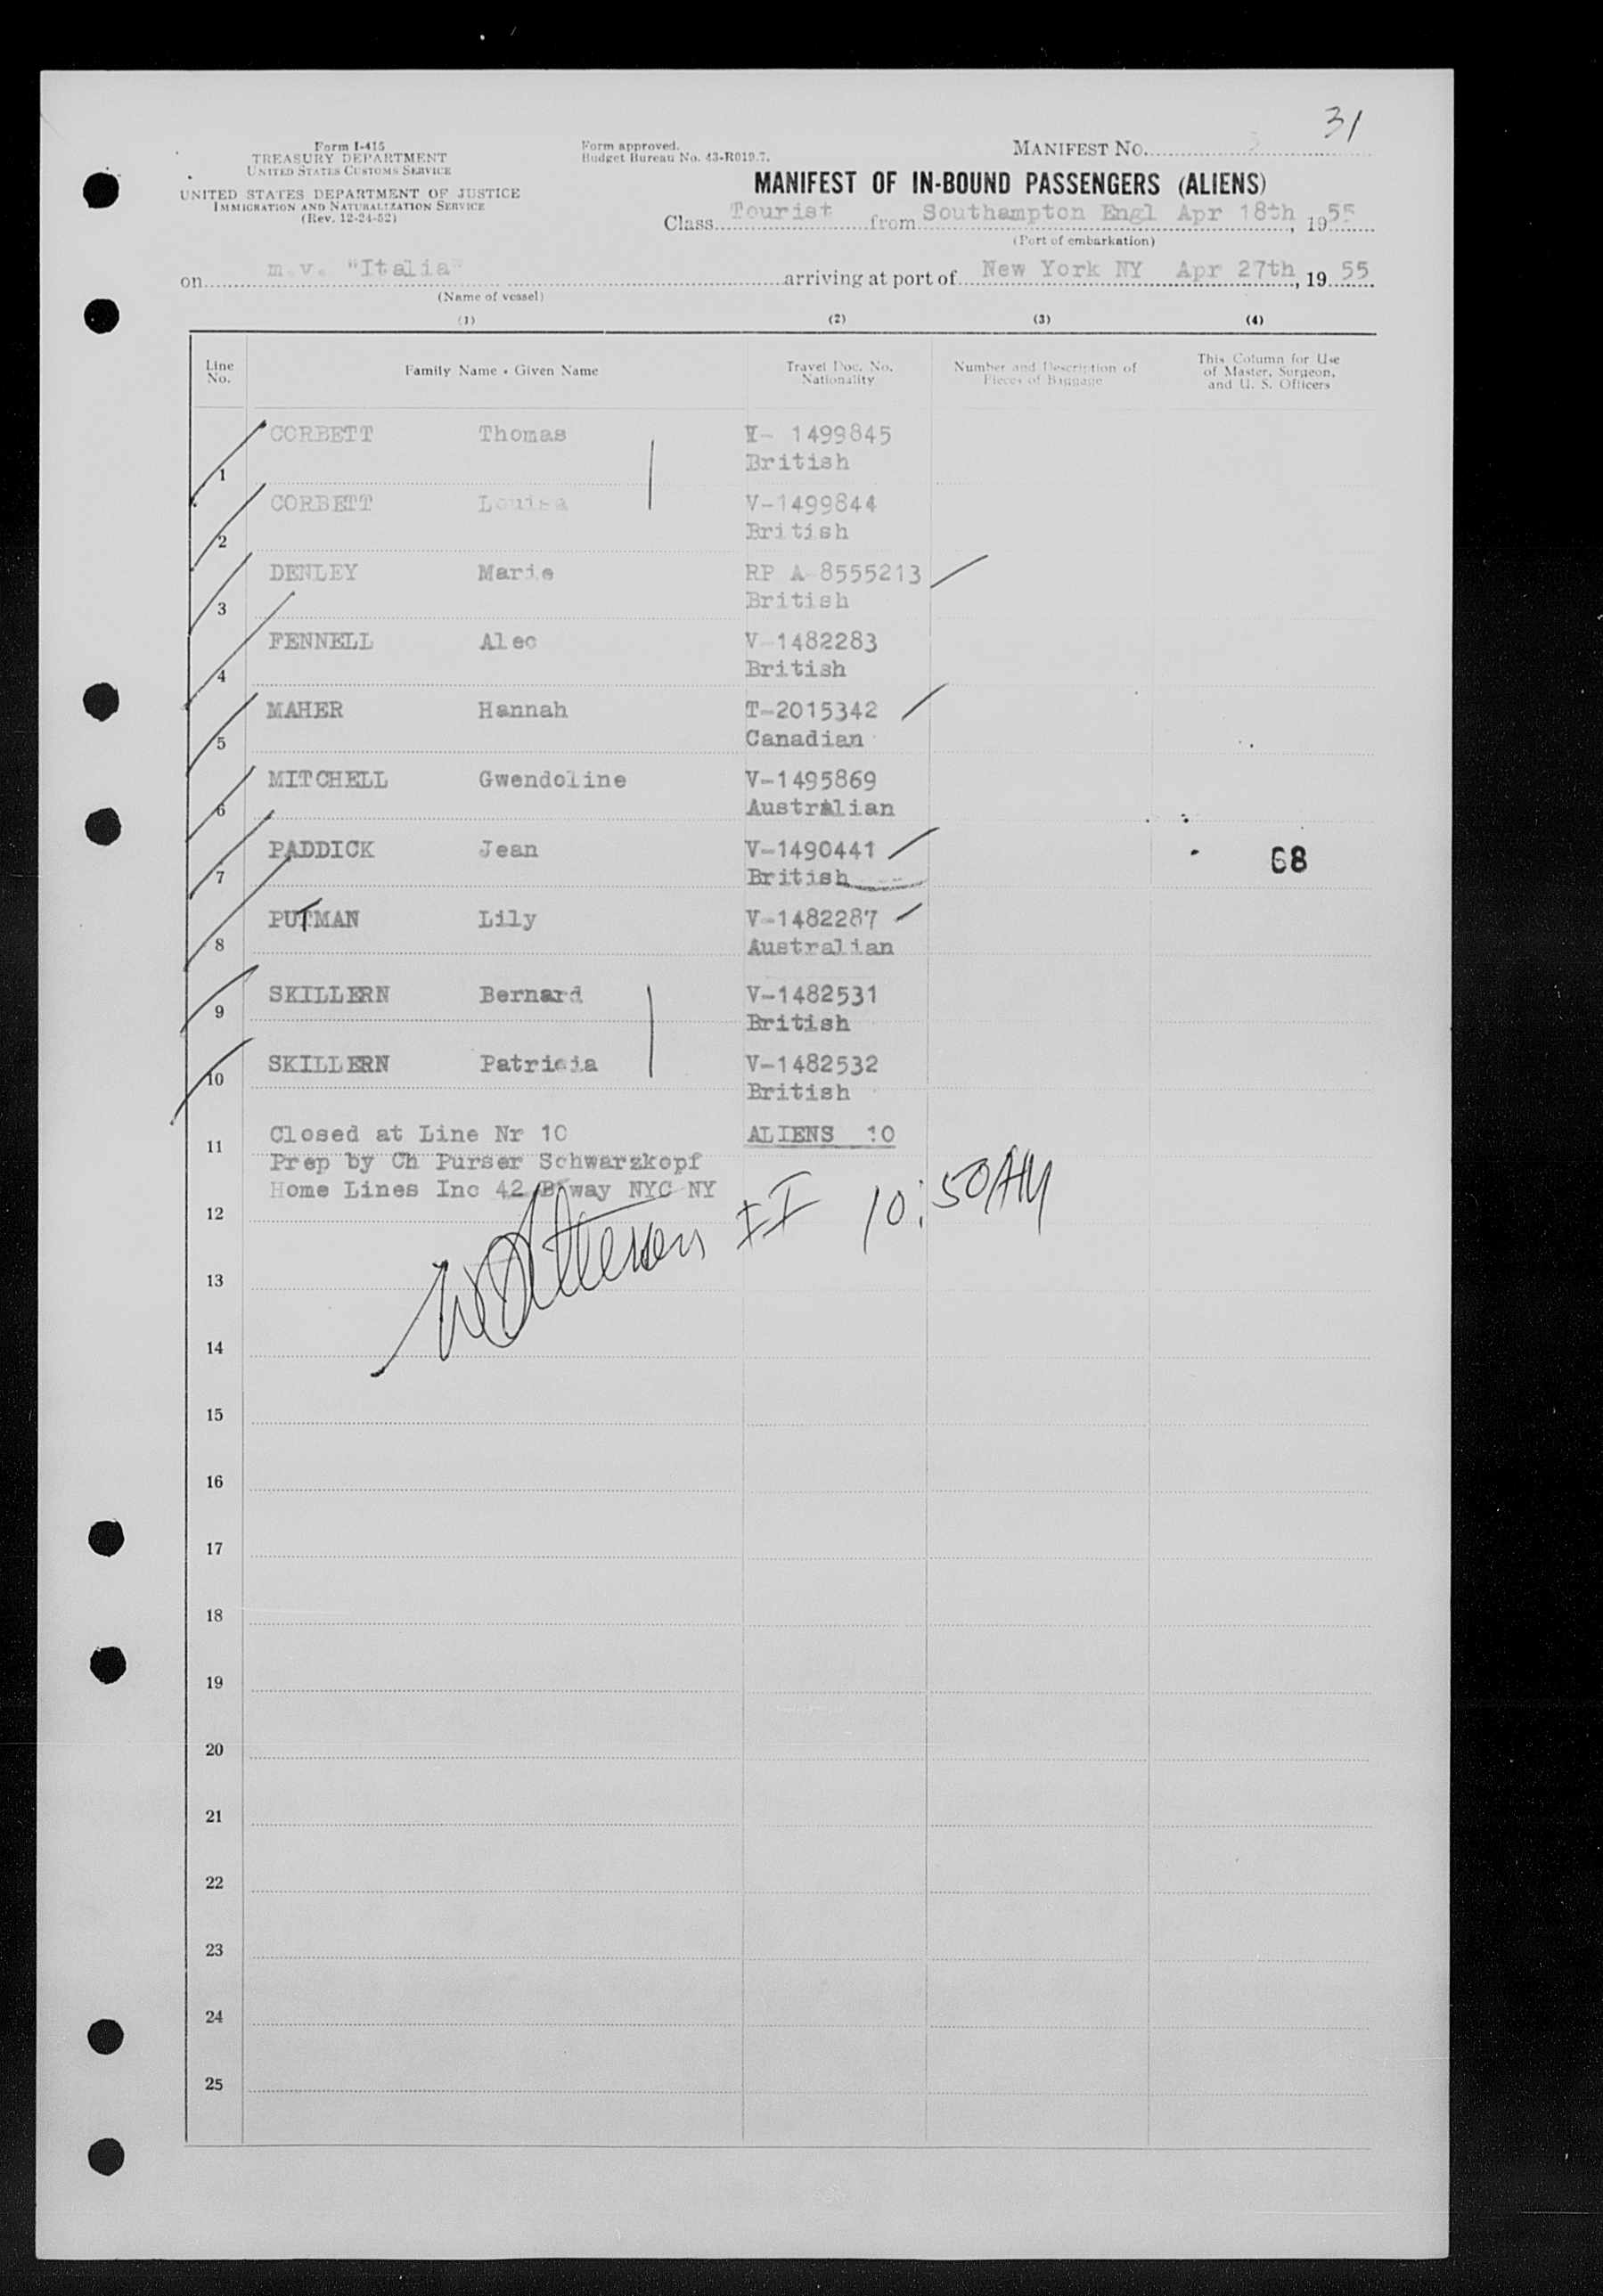 31
Form I-415
TREASURY DEPARTMENT
UNITED STATES CUSTOMS SERVICE
UNITED STATES DEPARTMENT OF JUSTICE
IMMIGRATION AND NATURALIZATION SERVICE
(Rev. 12-24-52)
Form approved.
Budget Bureau No. 43-R019.7.
MANIFEST NO.
MANIFEST OF IN-BOUND PASSENGERS (ALIENS)
Class Tourist from Southampton Engl Apr 18th, 1955
(Port of embarkation)
on m.v. "Italia" arriving at port of New York NY Apr 27th, 1955
(Name of vessel)
(1) (2) (3) (4)
Line No. Family Name - Given Name Travel Doc. No. Nationality Number and Description of Pieces of Baggage This Column for Use of Master, Surgeon, and U. S. Officers
CORBETT Thomas V- 1499845
1 British
CORBETT Louisa V-1499844
2 British
DENLEY Marie RP A-8555213
3 British
FENNELL Alec V-1482283
4 British
MAHER Hannah T-2015342
5 Canadian
MITCHELL Gwendoline V-1495869
6 Australian
PADDICK Jean V-1490441 68
7 British
PUTMAN Lily V-1482287
8 Australian
SKILLERN Bernard V-1482531
9 British
SKILLERN Patricia V-1482532
10 British
11 Closed at Line Nr 10 ALIENS 10
Prep by Ch Purser Schwarzkopf
Home Lines Inc 42 B'way NYC NY
12
II 10:50AM
13
14
15
16
17
18
19
20
21
22
23
24
25